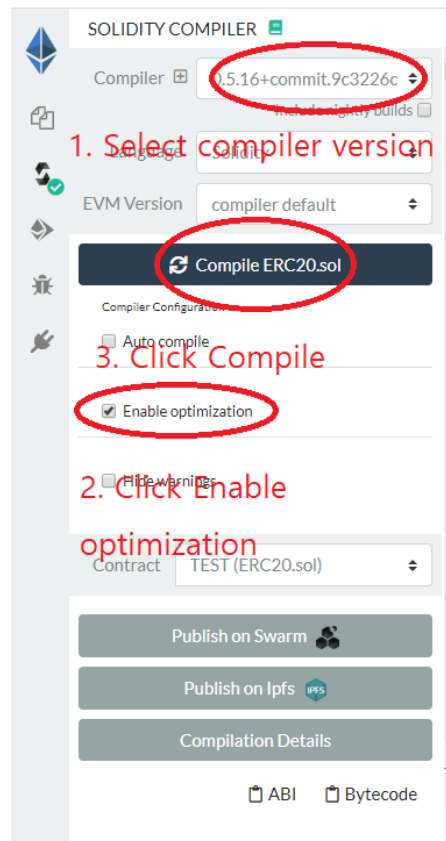 SOLIDITY COMPILER
Compiler 0.5.16+commit.9c3226c
Include nightly builds
1. Select compiler version
Language Solidity
EVM Version compiler default
Compile ERC20.sol
Compiler Configuration
Auto compile
3. Click Compile
Enable optimization
Hide warnings
2. Click Enable
optimization
Contract TEST (ERC20.sol)
Publish on Swarm
Publish on Ipfs IPFS
Compilation Details
ABI Bytecode